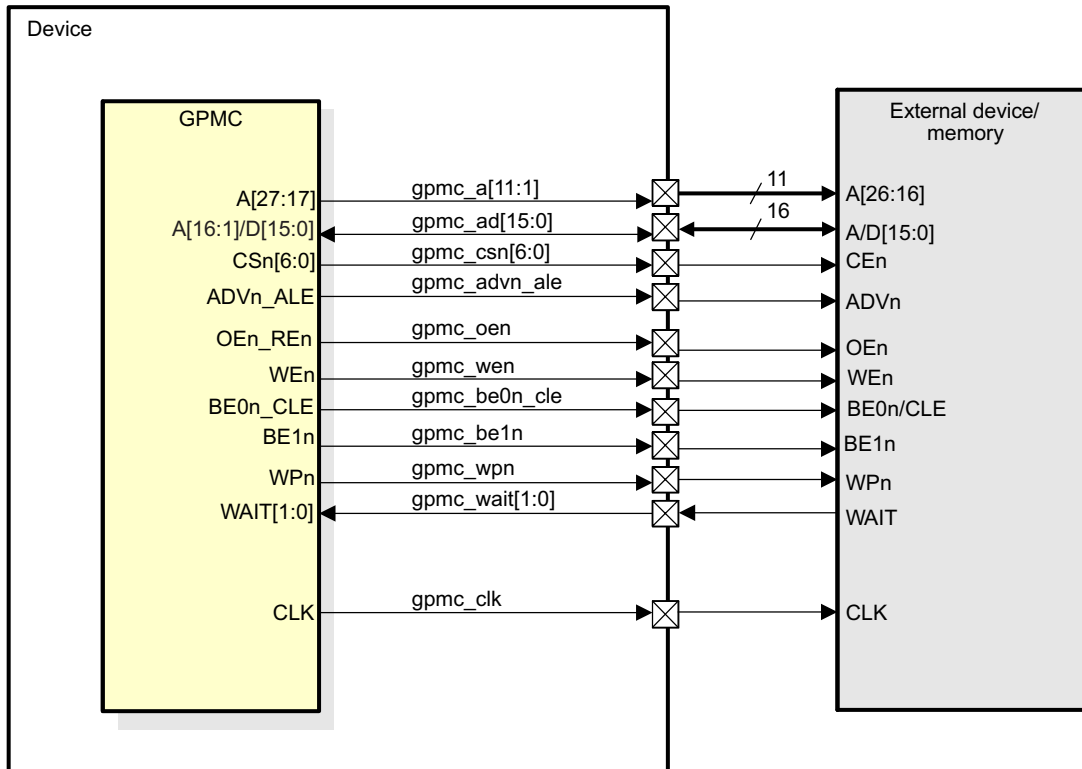 Device
GPMC
External device/
memory
A[27:17] gpmc_a[11:1] 11 A[26:16]
A[16:1]/D[15:0] gpmc_ad[15:0] 16 A/D[15:0]
CSn[6:0] gpmc_csn[6:0] CEn
ADVn_ALE gpmc_advn_ale ADVn
OEn_REn gpmc_oen OEn
WEn gpmc_wen WEn
BE0n_CLE gpmc_be0n_cle BE0n/CLE
BE1n gpmc_be1n BE1n
WPn gpmc_wpn WPn
WAIT[1:0] gpmc_wait[1:0] WAIT
CLK gpmc_clk CLK